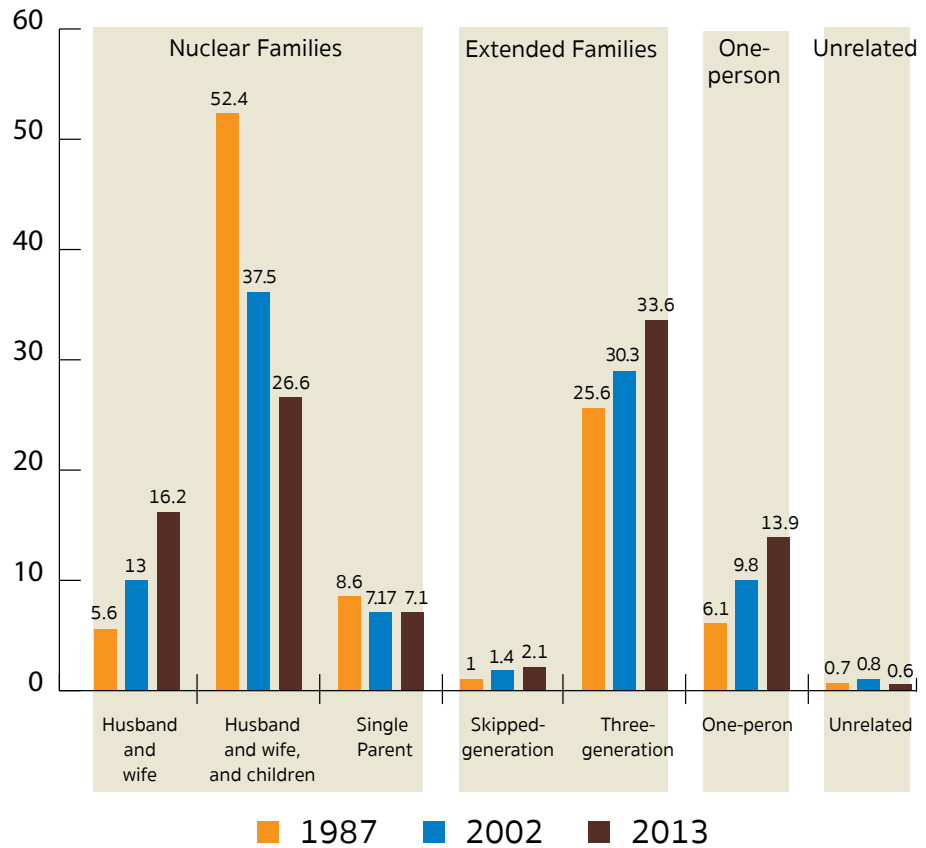 60
50
40
30
20
10
0
Nuclear Families
Extended Families
One-
person
Unrelated
5.6
13
16.2
52.4
37.5
26.6
8.6
7.17
7.1
1
1.4
2.1
25.6
30.3
33.6
6.1
9.8
13.9
0.7
0.8
0.6
Husband
and
wife
Husband
and wife,
and children
Single
Parent
Skipped-
generation
Three-
generation
One-peron
Unrelated
1987
2002
2013